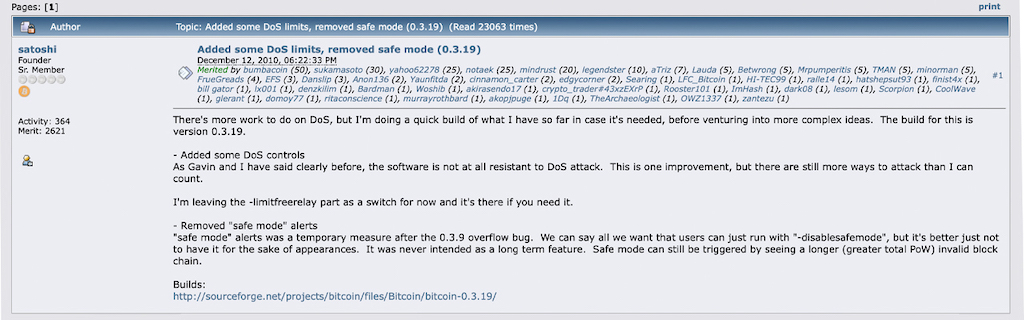 Pages: [1]
print
Author
Topic: Added some DoS limits, removed safe mode (0.3.19)  (Read 23063 times)
satoshi
Founder
Sr. Member
Activity: 364
Merit: 2621
Added some DoS limits, removed safe mode (0.3.19)
December 12, 2010, 06:22:33 PM
Merited by bumbacoin (50), sukamasoto (30), yahoo62278 (25), notaek (25), mindrust (20), legendster (10), aTriz (7), Lauda (5), Betwrong (5), Mrpumperitis (5), TMAN (5), minorman (5),
FrueGreads (4), EFS (3), Danslip (3), Anon136 (2), Yaunfitda (2), cinnamon_carter (2), edgycorner (2), Searing (1), LFC_Bitcoin (1), HI-TEC99 (1), ralle14 (1), hatshepsut93 (1), finist4x (1),
bill gator (1), lx001 (1), denzkilim (1), Bardman (1), Woshib (1), akirasendo17 (1), crypto_trader#43xzEXrP (1), Rooster101 (1), ImHash (1), dark08 (1), lesom (1), Scorpion (1), CoolWave
(1), glerant (1), domoy77 (1), ritaconscience (1), murrayrothbard (1), akopjpuge (1), 1Dq (1), TheArchaeologist (1), OWZ1337 (1), zantezu (1)
#1
There's more work to do on DoS, but I'm doing a quick build of what I have so far in case it's needed, before venturing into more complex ideas.  The build for this is
version 0.3.19.
- Added some DoS controls
As Gavin and I have said clearly before, the software is not at all resistant to DoS attack.  This is one improvement, but there are still more ways to attack than I can
count.
I'm leaving the -limitfreerelay part as a switch for now and it's there if you need it.
- Removed "safe mode" alerts
"safe mode" alerts was a temporary measure after the 0.3.9 overflow bug.  We can say all we want that users can just run with "-disablesafemode", but it's better just not
to have it for the sake of appearances.  It was never intended as a long term feature.  Safe mode can still be triggered by seeing a longer (greater total PoW) invalid block
chain.
Builds:
http://sourceforge.net/projects/bitcoin/files/Bitcoin/bitcoin-0.3.19/